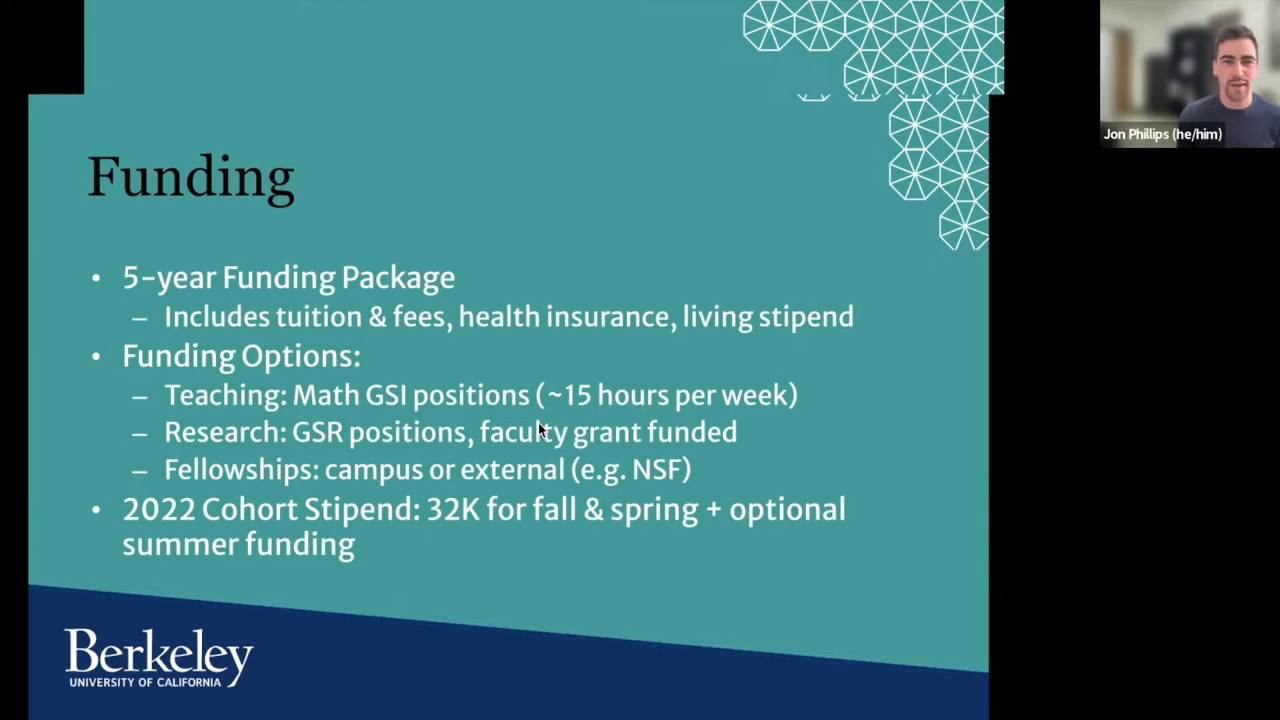 Funding
• 5-year Funding Package
– Includes tuition & fees, health insurance, living stipend
• Funding Options:
– Teaching: Math GSI positions (~15 hours per week)
– Research: GSR positions, faculty grant funded
– Fellowships: campus or external (e.g. NSF)
• 2022 Cohort Stipend: 32K for fall & spring + optional
summer funding
Berkeley
UNIVERSITY OF CALIFORNIA
Jon Phillips (he/him)